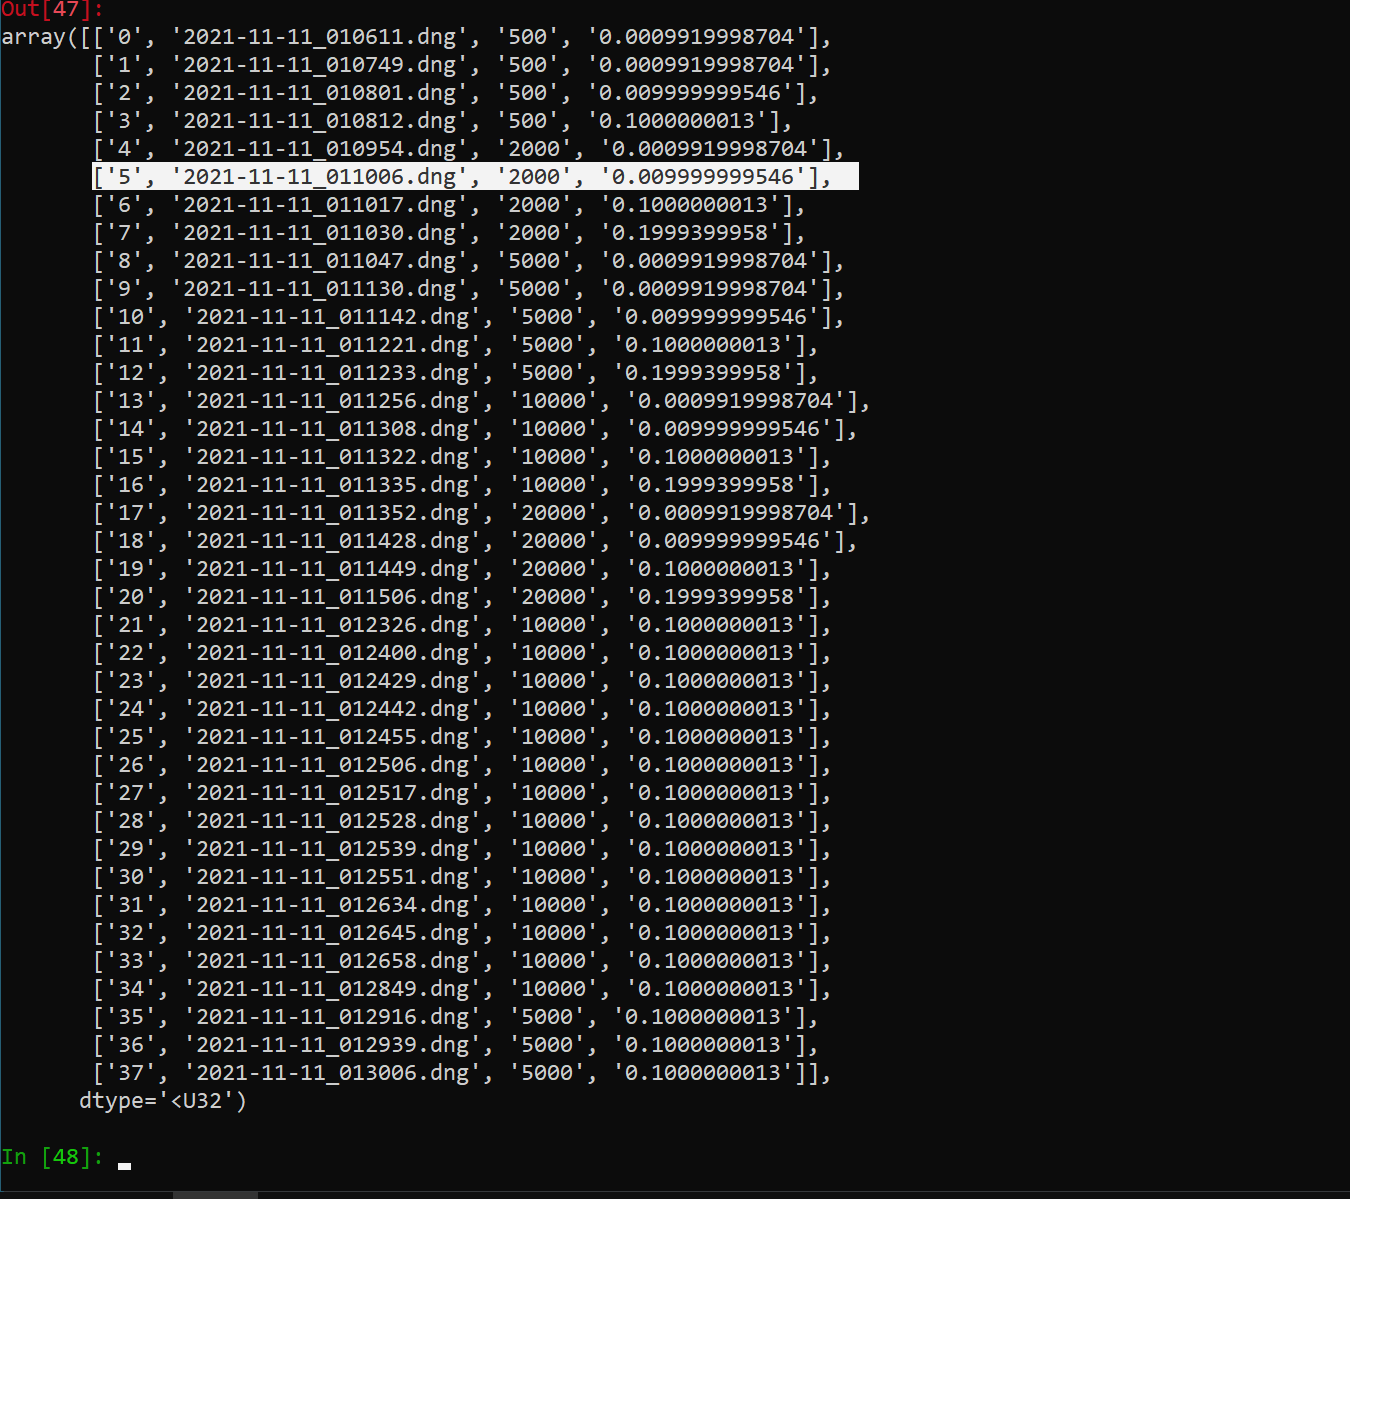 Out[47]:
array([['0', '2021-11-11_010611.dng', '500', '0.0009919998704'],
['1', '2021-11-11_010749.dng', '500', '0.0009919998704'],
['2', '2021-11-11_010801.dng', '500', '0.009999999546'],
['3', '2021-11-11_010812.dng', '500', '0.1000000013'],
['4', '2021-11-11_010954.dng', '2000', '0.0009919998704'],
['5', '2021-11-11_011006.dng', '2000', '0.009999999546'],
['6', '2021-11-11_011017.dng', '2000', '0.1000000013'],
['7', '2021-11-11_011030.dng', '2000', '0.1999399958'],
['8', '2021-11-11_011047.dng', '5000', '0.0009919998704'],
['9', '2021-11-11_011130.dng', '5000', '0.0009919998704'],
['10', '2021-11-11_011142.dng', '5000', '0.009999999546'],
['11', '2021-11-11_011221.dng', '5000', '0.1000000013'],
['12', '2021-11-11_011233.dng', '5000', '0.1999399958'],
['13', '2021-11-11_011256.dng', '10000', '0.0009919998704'],
['14', '2021-11-11_011308.dng', '10000', '0.009999999546'],
['15', '2021-11-11_011322.dng', '10000', '0.1000000013'],
['16', '2021-11-11_011335.dng', '10000', '0.1999399958'],
['17', '2021-11-11_011352.dng', '20000', '0.0009919998704'],
['18', '2021-11-11_011428.dng', '20000', '0.009999999546'],
['19', '2021-11-11_011449.dng', '20000', '0.1000000013'],
['20', '2021-11-11_011506.dng', '20000', '0.1999399958'],
['21', '2021-11-11_012326.dng', '10000', '0.1000000013'],
['22', '2021-11-11_012400.dng', '10000', '0.1000000013'],
['23', '2021-11-11_012429.dng', '10000', '0.1000000013'],
['24', '2021-11-11_012442.dng', '10000', '0.1000000013'],
['25', '2021-11-11_012455.dng', '10000', '0.1000000013'],
['26', '2021-11-11_012506.dng', '10000', '0.1000000013'],
['27', '2021-11-11_012517.dng', '10000', '0.1000000013'],
['28', '2021-11-11_012528.dng', '10000', '0.1000000013'],
['29', '2021-11-11_012539.dng', '10000', '0.1000000013'],
['30', '2021-11-11_012551.dng', '10000', '0.1000000013'],
['31', '2021-11-11_012634.dng', '10000', '0.1000000013'],
['32', '2021-11-11_012645.dng', '10000', '0.1000000013'],
['33', '2021-11-11_012658.dng', '10000', '0.1000000013'],
['34', '2021-11-11_012849.dng', '10000', '0.1000000013'],
['35', '2021-11-11_012916.dng', '5000', '0.1000000013'],
['36', '2021-11-11_012939.dng', '5000', '0.1000000013'],
['37', '2021-11-11_013006.dng', '5000', '0.1000000013']],
dtype='<U32')
In [48]: